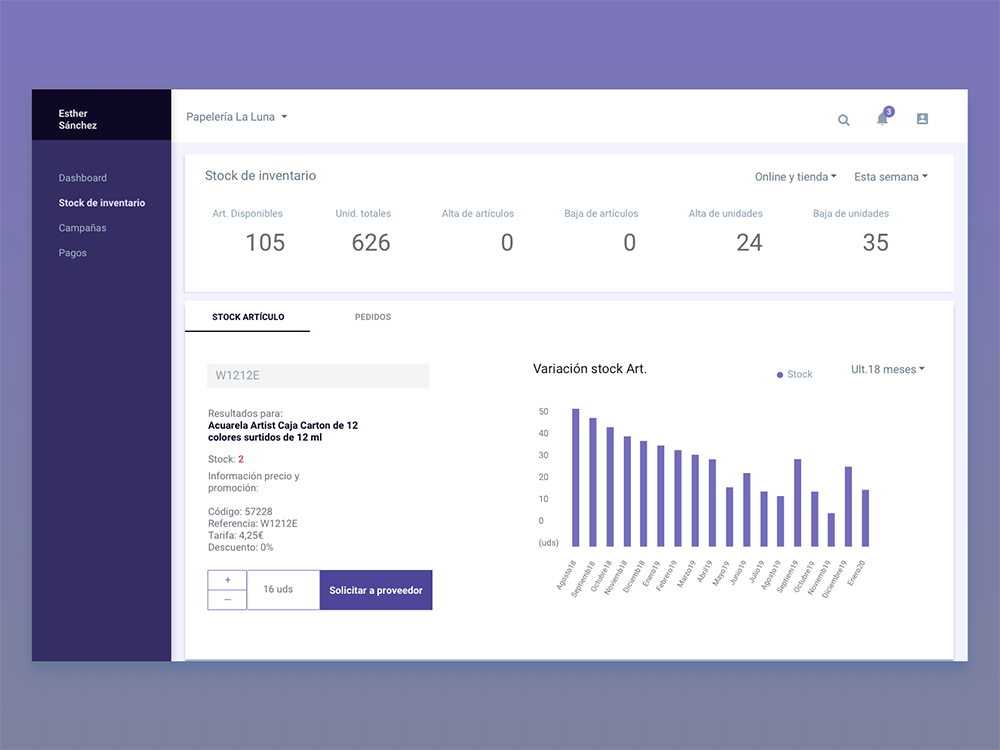 Esther
Sánchez
Papelería La Luna
3
Dashboard
Stock de inventario
Campañas
Pagos
Stock de inventario
Online y tienda
Esta semana
Art. Disponibles
Unid. totales
Alta de artículos
Baja de artículos
Alta de unidades
Baja de unidades
105
626
0
0
24
35
STOCK ARTÍCULO
PEDIDOS
W1212E
Resultados para:
Acuarela Artist Caja Carton de 12
colores surtidos de 12 ml
Stock: 2
Información precio y
promoción:
Código: 57228
Referencia: W1212E
Tarifa: 4,25€
Descuento: 0%
+
–
16 uds
Solicitar a proveedor
Variación stock Art.
Stock
Ult.18 meses
50
40
30
20
10
0
(uds)
Agosto18
Septiemb18
Octubre18
Noviemb18
Diciemb18
Enero19
Febrero19
Marzo19
Abril19
Mayo19
Junio19
Julio19
Agosto19
Septiem19
Octubre19
Noviemb19
Diciembre19
Enero20